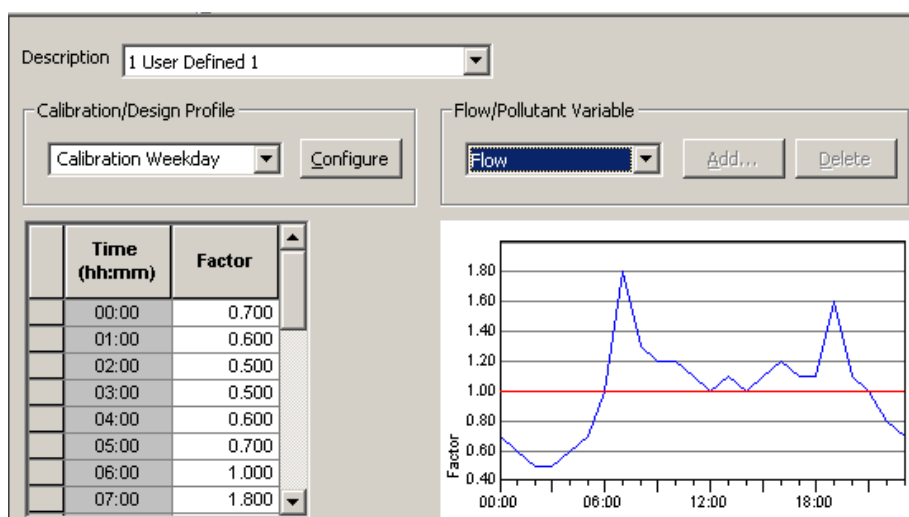 Description 1 User Defined 1
Calibration/Design Profile
Calibration Weekday Configure
Flow/Pollutant Variable
Flow Add... Delete
Time (hh:mm) Factor
00:00 0.700
01:00 0.600
02:00 0.500
03:00 0.500
04:00 0.600
05:00 0.700
06:00 1.000
07:00 1.800
1.80
1.60
1.40
1.20
1.00
0.80
0.60
0.40
Factor
00:00 06:00 12:00 18:00